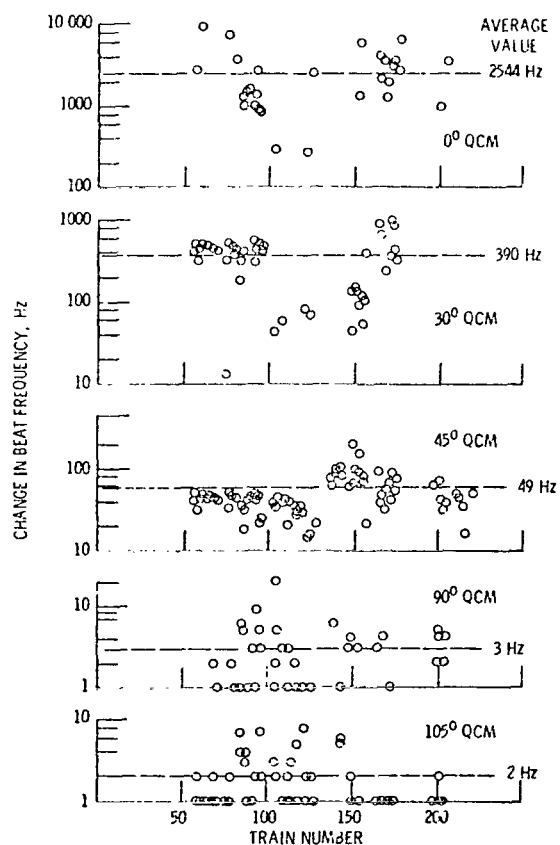 10 000
AVERAGE
VALUE
2544 Hz
1000
0° QCM
100
1000
390 Hz
100
30° QCM
10
45° QCM
100
49 Hz
10
90° QCM
10
3 Hz
1
105° QCM
10
2 Hz
1
50
100
150
200
TRAIN NUMBER
CHANGE IN BEAT FREQUENCY, Hz